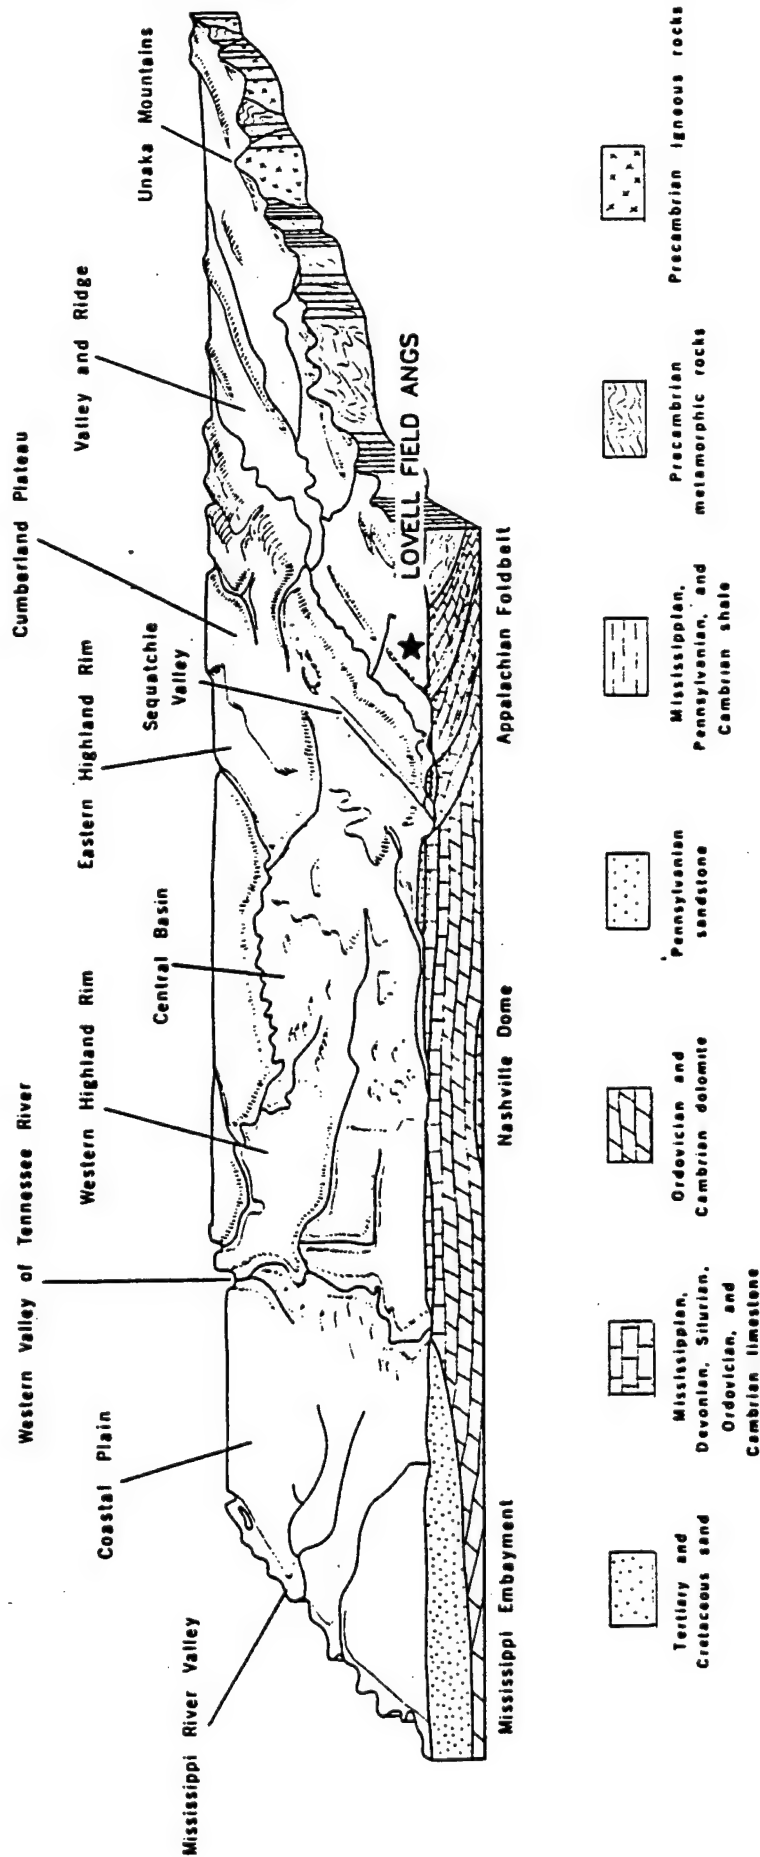 Western Valley of Tennessee River
Mississippi River Valley
Coastal Plain
Western Highland Rim
Central Basin
Eastern Highland Rim
Sequatchie
Valley
Cumberland Plateau
Valley and Ridge
Unaka Mountains
LOVELL FIELD ANGS
Mississippi Embayment
Nashville Dome
Appalachian Foldbelt
Tertiary and
Cretaceous sand
Mississippian,
Devonian, Silurian,
Ordovician, and
Cambrian limestone
Ordovician and
Cambrian dolomite
Pennsylvanian
sandstone
Mississippian,
Pennsylvanian, and
Cambrian shale
Precambrian
metamorphic rocks
Precambrian igneous rocks